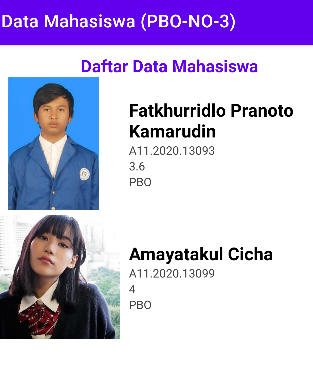 Data Mahasiswa (PBO-NO-3)
Daftar Data Mahasiswa
Fatkhurridlo Pranoto
Kamarudin
A11.2020.13093
3.6
PBO
Amayatakul Cicha
A11.2020.13099
4
PBO